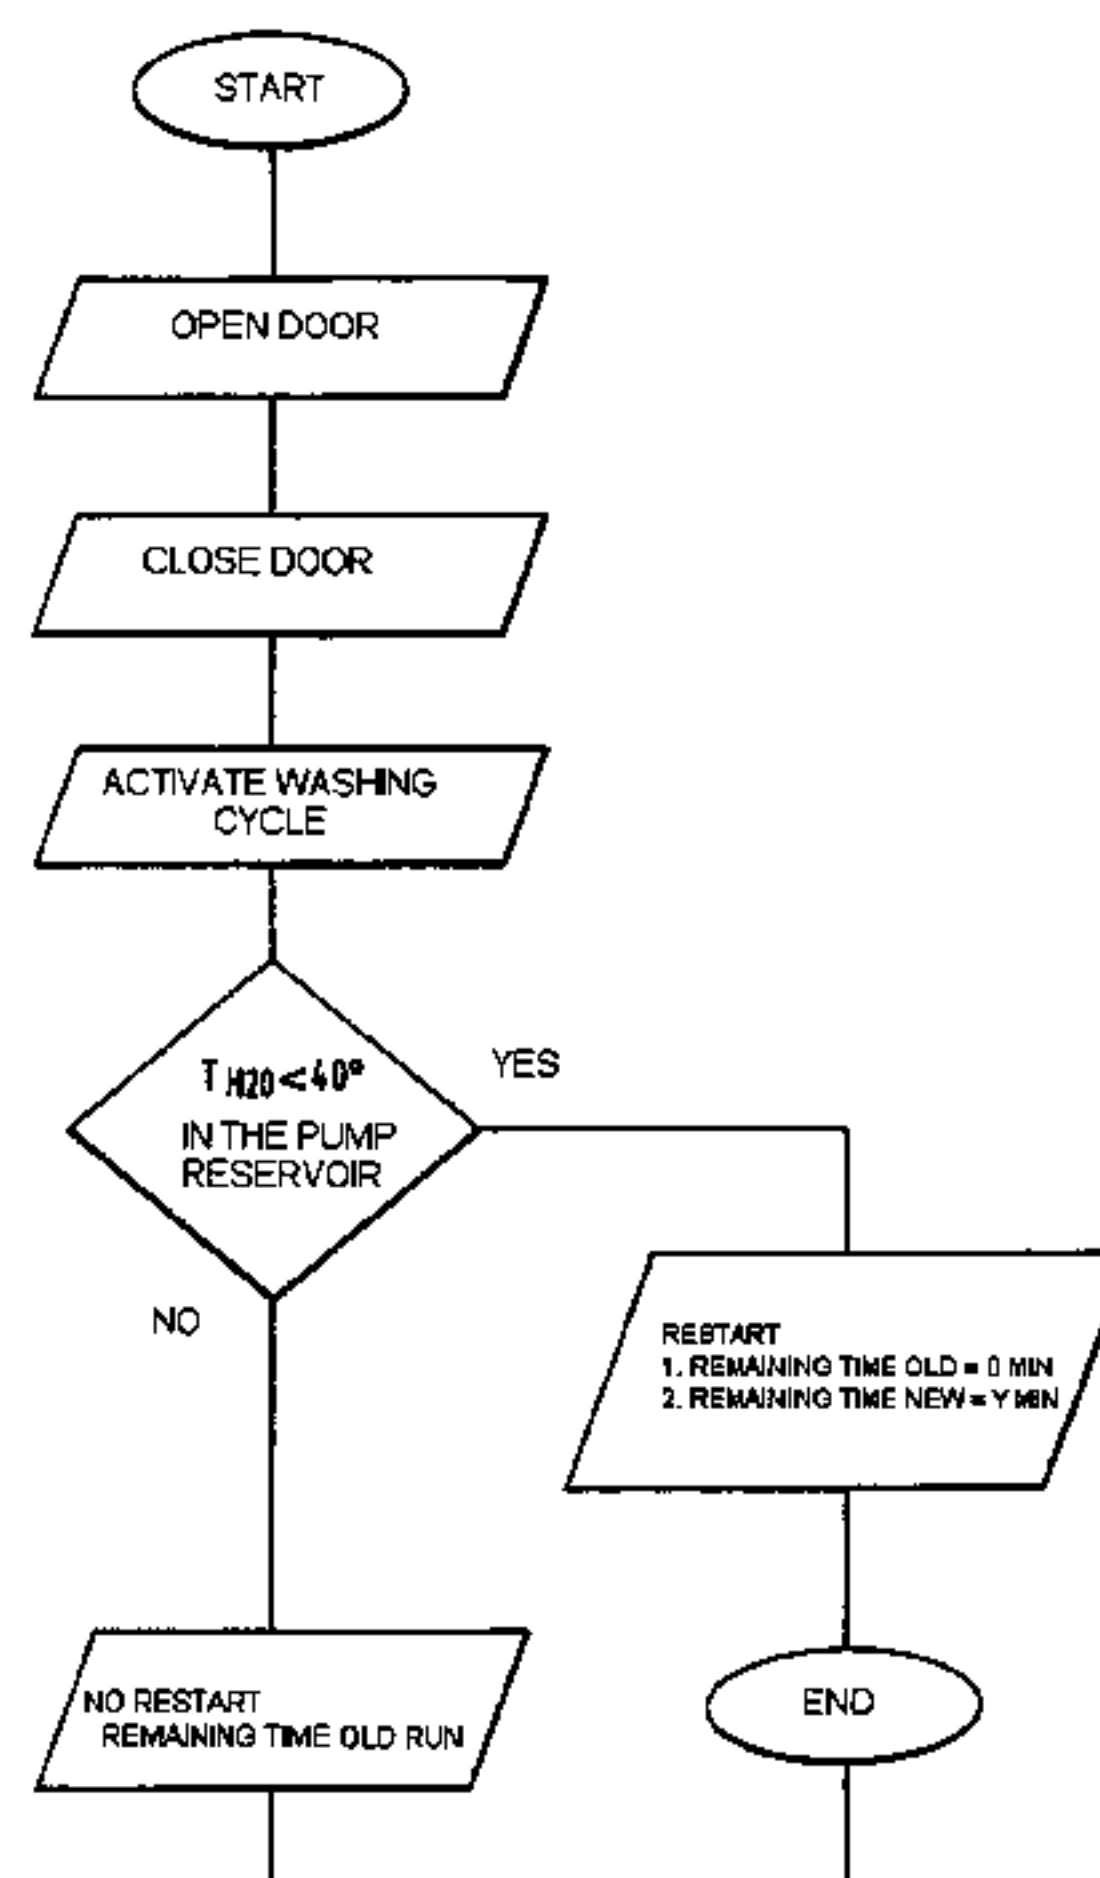 START
OPEN DOOR
CLOSE DOOR
ACTIVATE WASHING
CYCLE
T H20 < 40°
IN THE PUMP
RESERVOIR
YES
NO
RESTART
1. REMAINING TIME OLD = 0 MIN
2. REMAINING TIME NEW = Y MIN
NO RESTART
REMAINING TIME OLD RUN
END